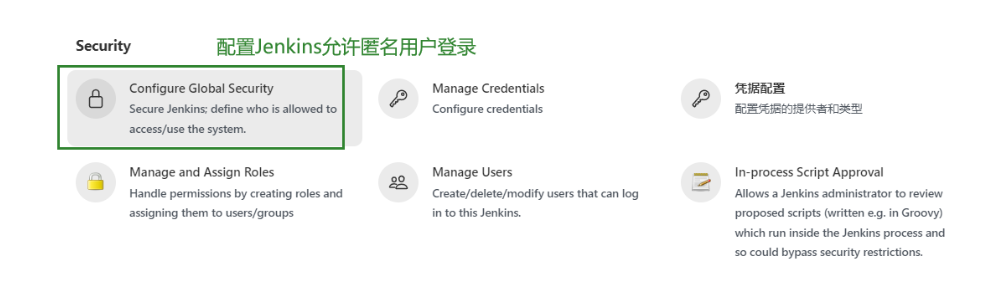 Security
配置Jenkins允许匿名用户登录
Configure Global Security
Secure Jenkins; define who is allowed to
access/use the system.
Manage Credentials
Configure credentials
凭据配置
配置凭据的提供者和类型
Manage and Assign Roles
Handle permissions by creating roles and
assigning them to users/groups
Manage Users
Create/delete/modify users that can log
in to this Jenkins.
In-process Script Approval
Allows a Jenkins administrator to review
proposed scripts (written e.g. in Groovy)
which run inside the Jenkins process and
so could bypass security restrictions.